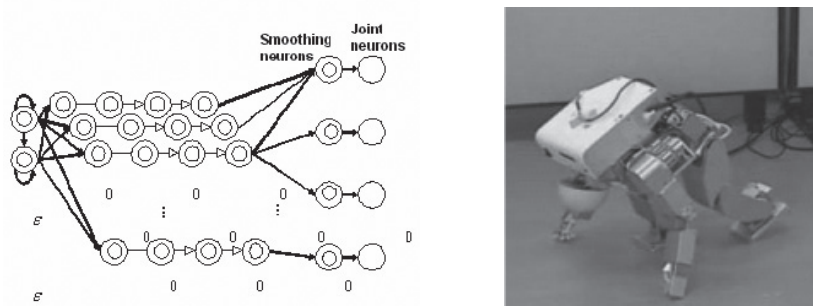 Smoothing neurons
Joint neurons
0 0 0
ε
0 0 0 0
0 0 0
ε